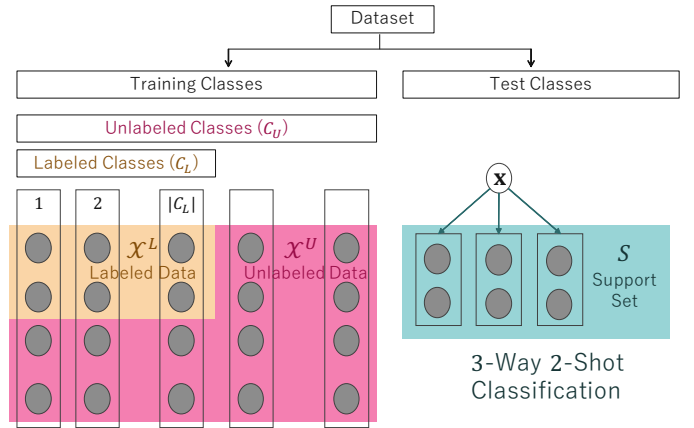 Dataset
Training Classes
Test Classes
Unlabeled Classes (C_U)
Labeled Classes (C_L)
1 2 |C_L|
x
𝒳^L 𝒳^U
Labeled Data Unlabeled Data
S
Support
Set
3-Way 2-Shot
Classification